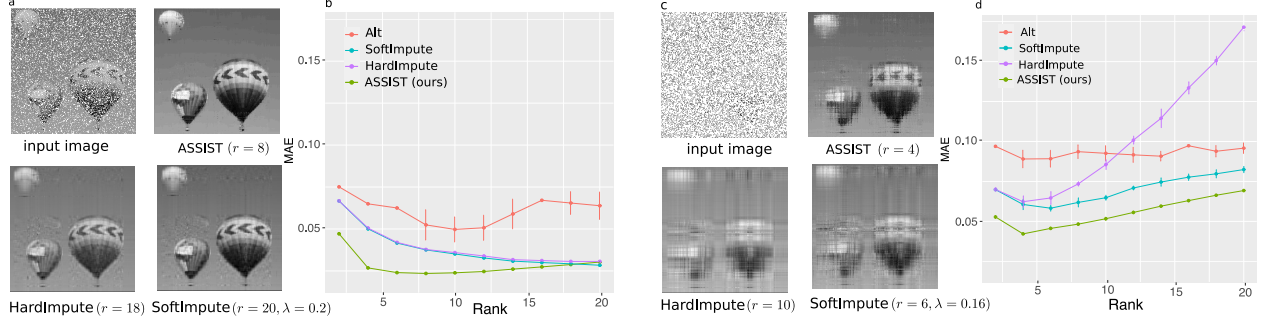 a
input image
ASSIST (r = 8)
HardImpute (r = 18)
SoftImpute (r = 20, λ = 0.2)
b
Alt
SoftImpute
HardImpute
ASSIST (ours)
MAE
0.15
0.10
0.05
5
10
15
20
Rank
c
input image
ASSIST (r = 4)
HardImpute (r = 10)
SoftImpute (r = 6, λ = 0.16)
d
Alt
SoftImpute
HardImpute
ASSIST (ours)
MAE
0.15
0.10
0.05
5
10
15
20
Rank